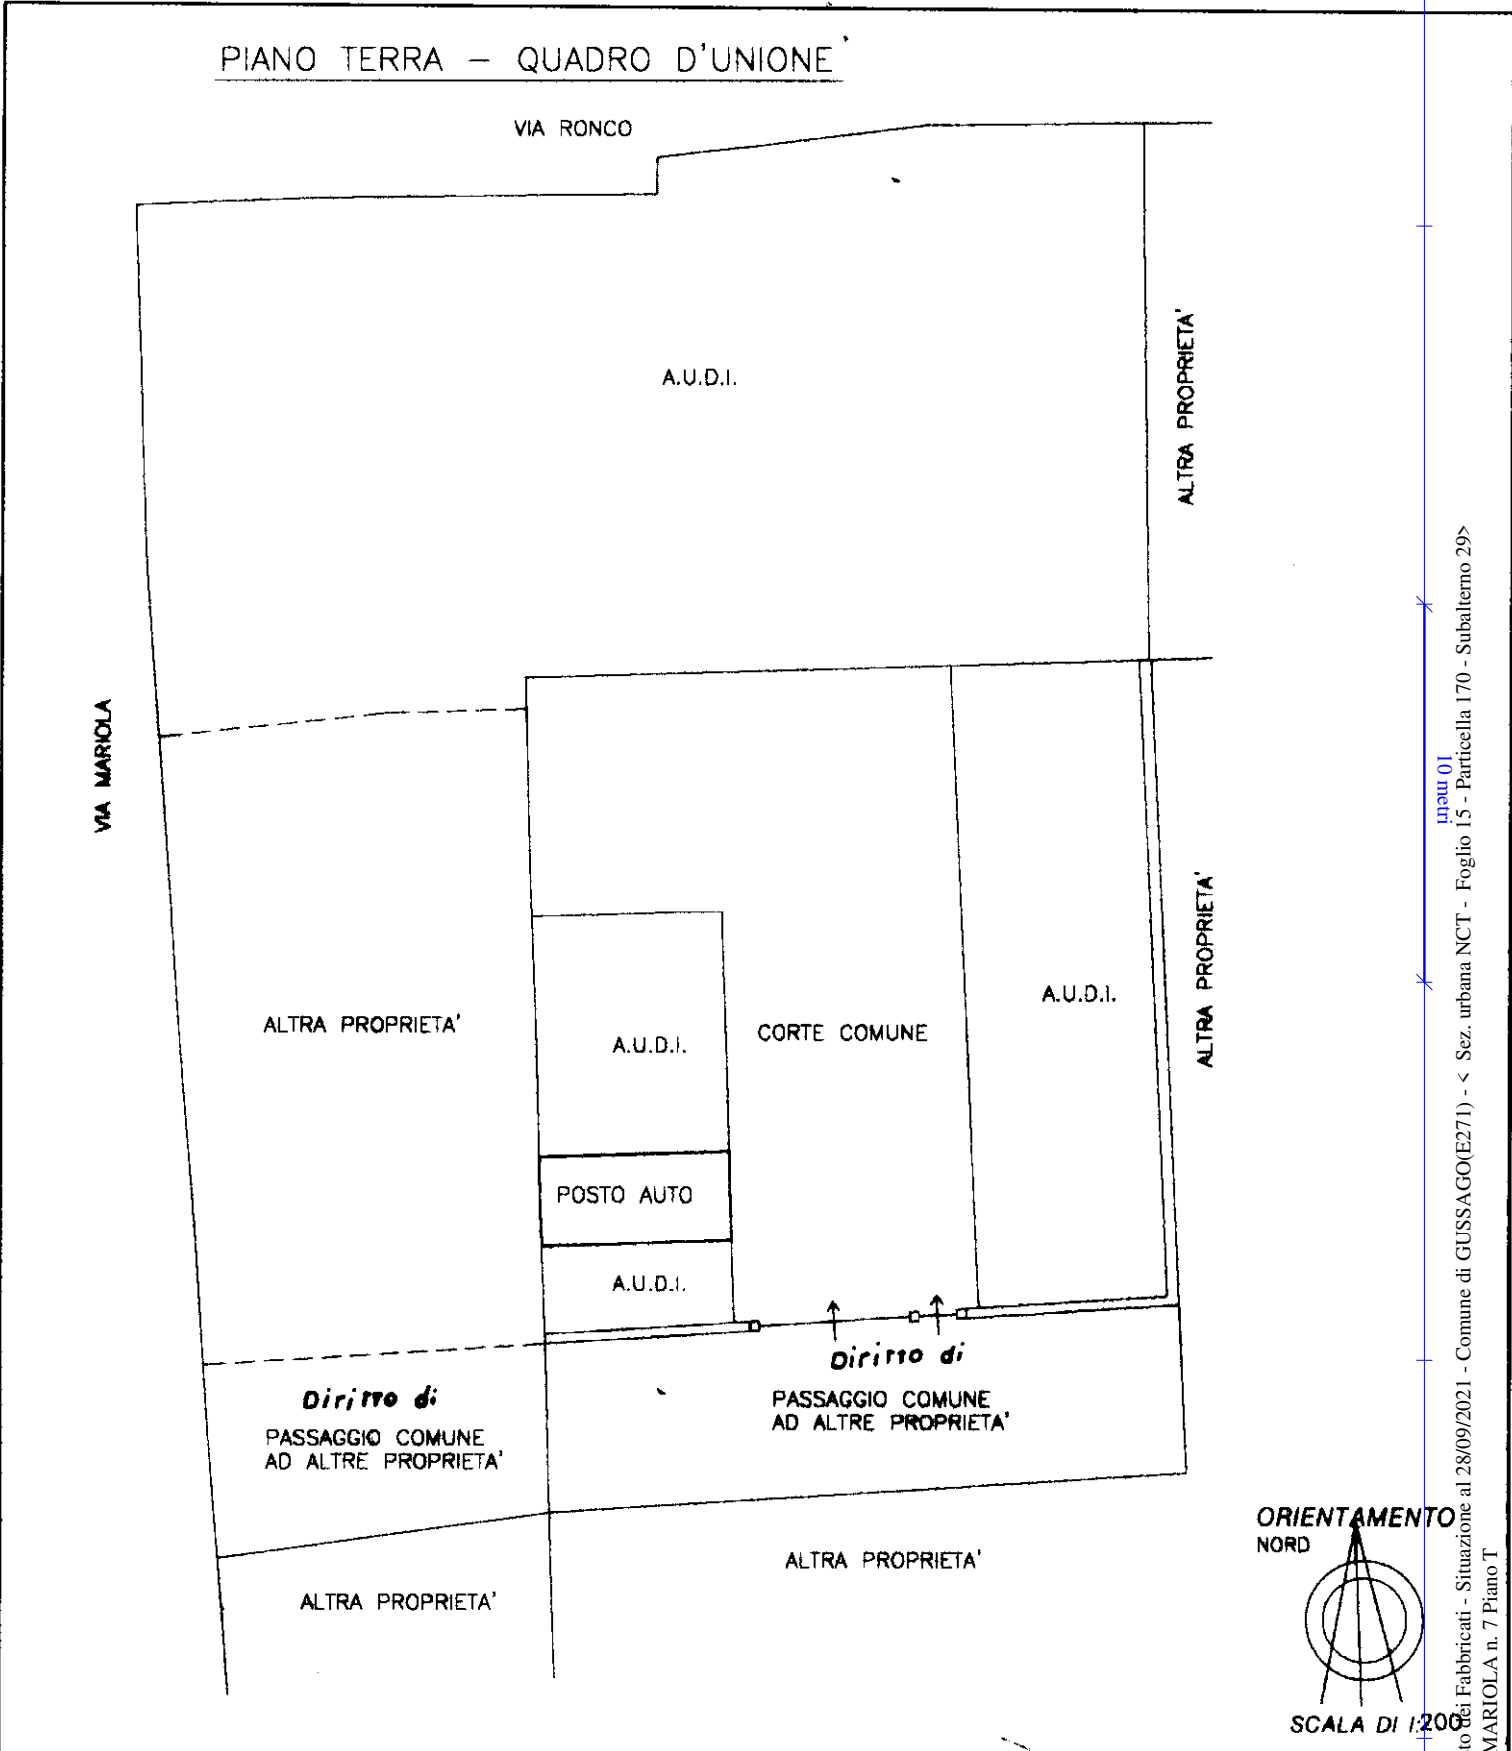 PIANO TERRA – QUADRO D'UNIONE
VIA RONCO
A.U.D.I.
ALTRA PROPRIETA'
VIA MARIOLA
ALTRA PROPRIETA'
A.U.D.I.
CORTE COMUNE
A.U.D.I.
ALTRA PROPRIETA'
POSTO AUTO
A.U.D.I.
Diritto di
PASSAGGIO COMUNE
AD ALTRE PROPRIETA'
Diritto di
PASSAGGIO COMUNE
AD ALTRE PROPRIETA'
ALTRA PROPRIETA'
ALTRA PROPRIETA'
ORIENTAMENTO
NORD
SCALA DI 1:200
10 metri
to dei Fabbricati - Situazione al 28/09/2021 - Comune di GUSSAGO(E271) - < Sez. urbana NCT - Foglio 15 - Particella 170 - Subalterno 29>
MARIOLA n. 7 Piano T